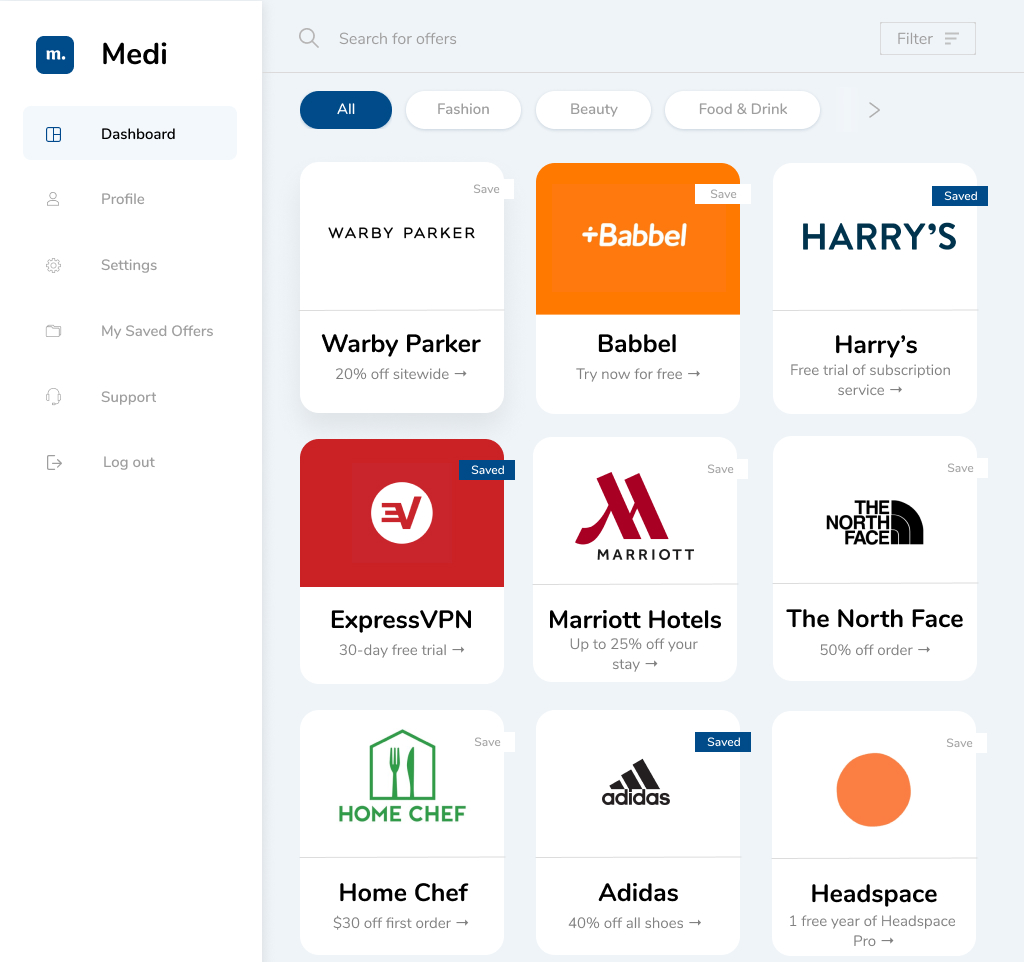 m.
Medi
Dashboard
Profile
Settings
My Saved Offers
Support
Log out
Search for offers
Filter
All
Fashion
Beauty
Food & Drink
Save
WARBY PARKER
Warby Parker
20% off sitewide →
Save
+Babbel
Babbel
Try now for free →
Saved
HARRY'S
Harry's
Free trial of subscription
service →
Saved
EV
ExpressVPN
30-day free trial →
Save
MARRIOTT
Marriott Hotels
Up to 25% off your
stay →
Save
THE
NORTH
FACE
The North Face
50% off order →
Save
HOME CHEF
Home Chef
$30 off first order →
Saved
adidas
Adidas
40% off all shoes →
Save
Headspace
1 free year of Headspace
Pro →